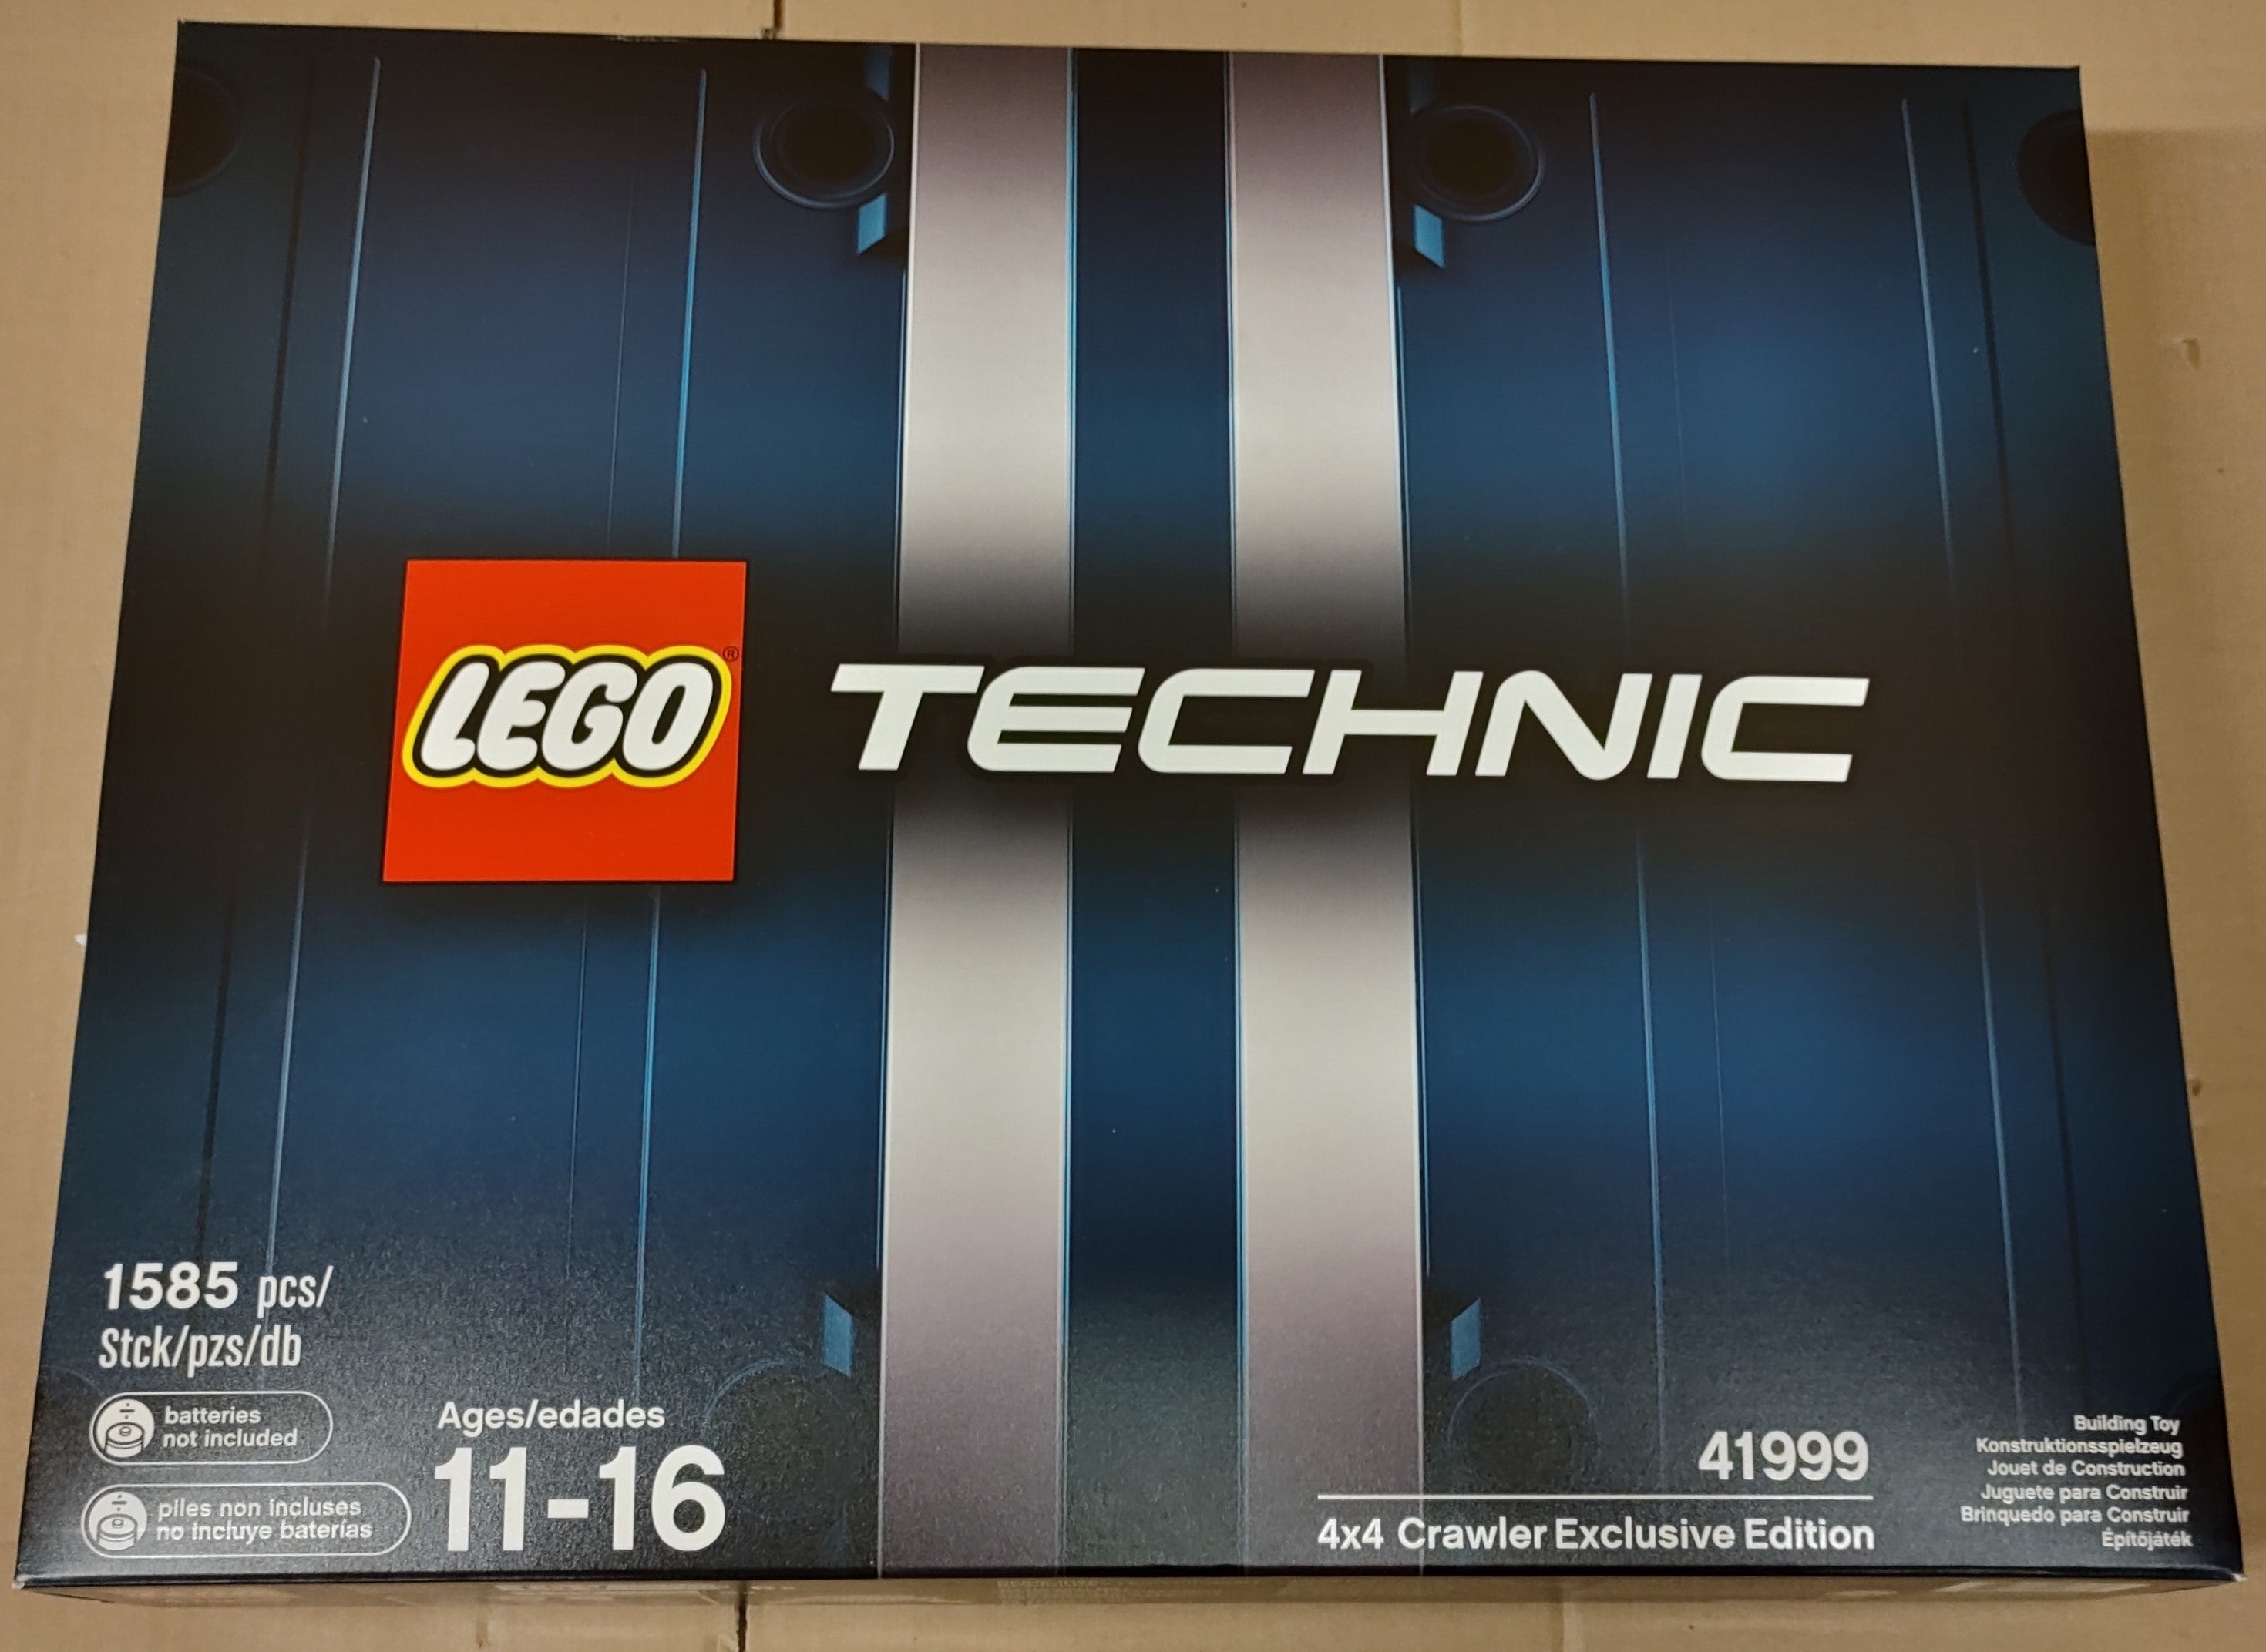 LEGO ®
TECHNIC
1585 pcs/
Stck/pzs/db
batteries
not included
piles non incluses
no incluye baterías
Ages/edades
11-16
41999
4x4 Crawler Exclusive Edition
Building Toy
Konstruktionsspielzeug
Jouet de Construction
Juguete para Construir
Brinquedo para Construir
Építőjáték